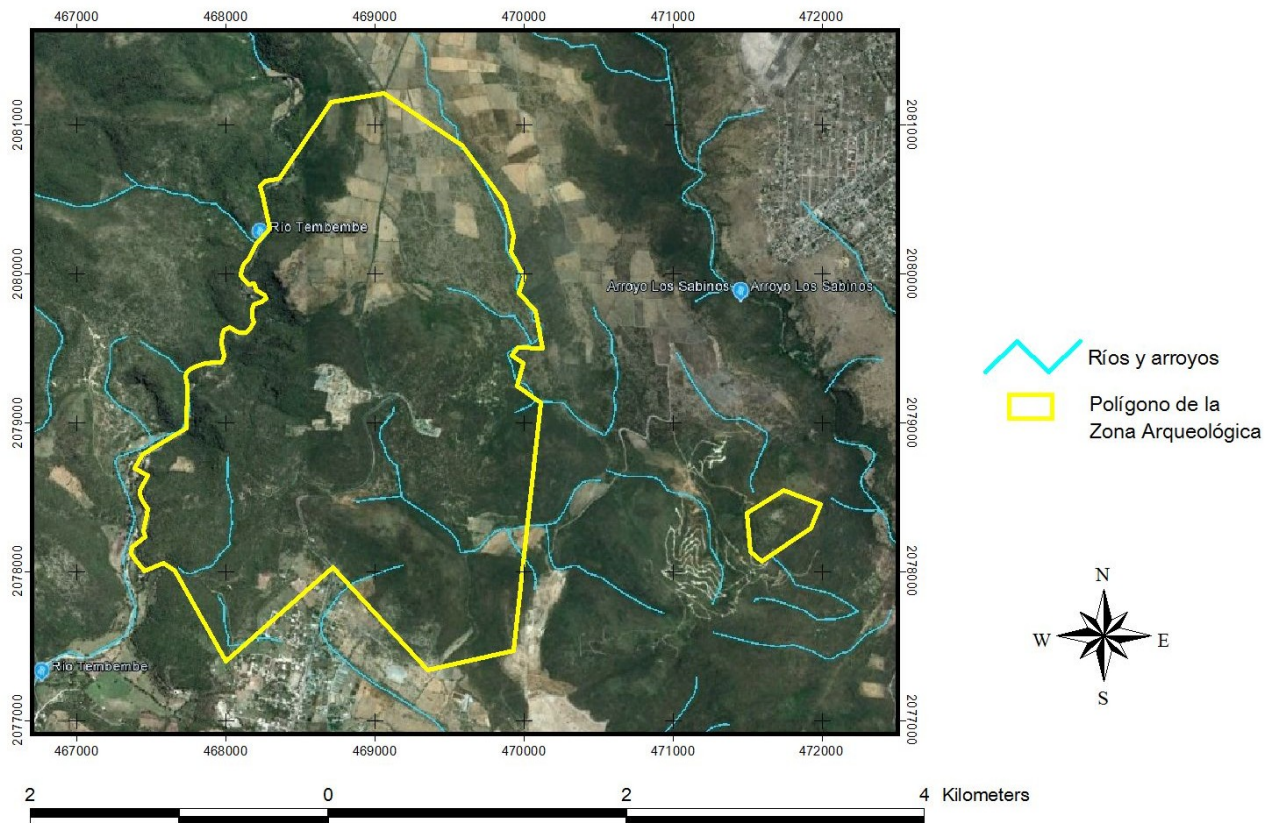 467000 468000 469000 470000 471000 472000
2081000 2081000
Río Tembembe
2080000 2080000
Arroyo Los Sabinos Arroyo Los Sabinos
Ríos y arroyos
Polígono de la
Zona Arqueológica
2079000 2079000
2078000 2078000
N
W E
S
Río Tembembe
2077000 2077000
467000 468000 469000 470000 471000 472000
2 0 2 4 Kilometers